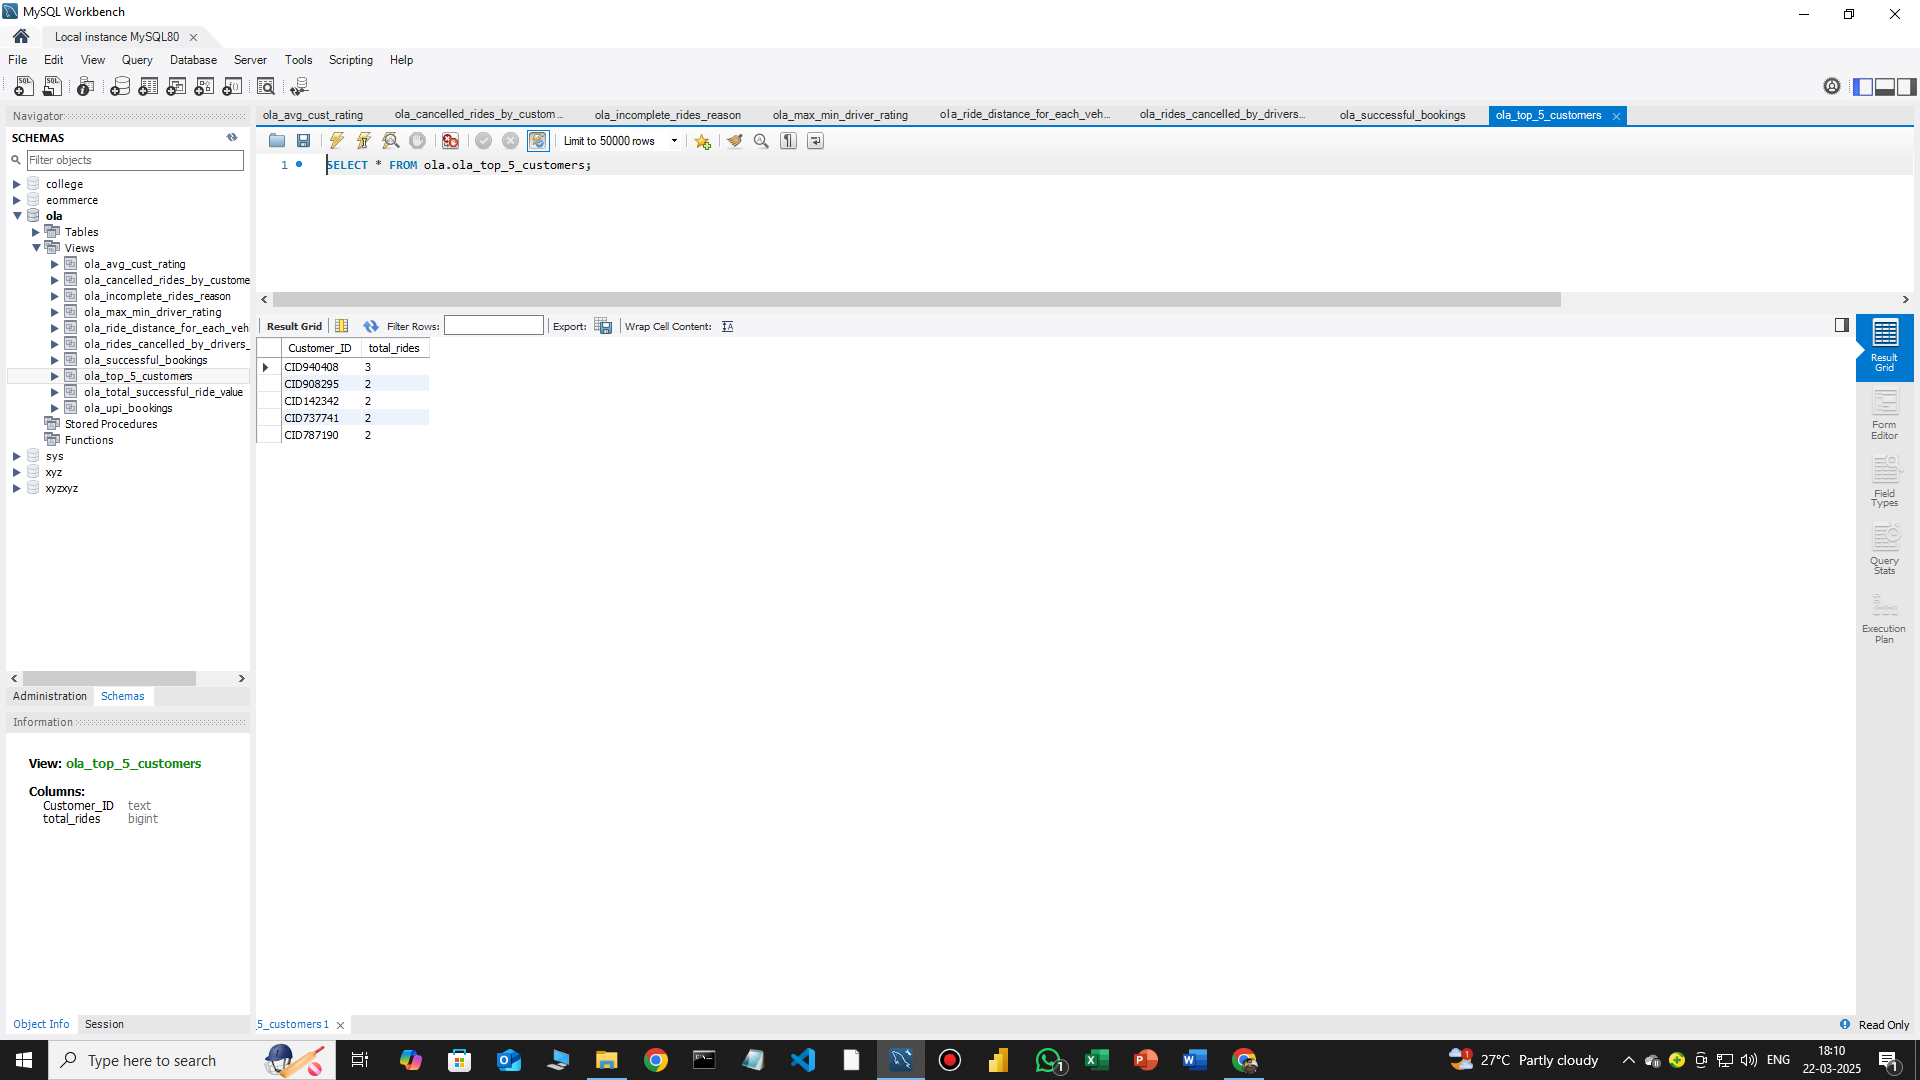 MySQL Workbench
Local instance MySQL80
File Edit View Query Database Server Tools Scripting Help
Navigator
SCHEMAS
Filter objects
college
eommerce
ola
Tables
Views
ola_avg_cust_rating
ola_cancelled_rides_by_custome
ola_incomplete_rides_reason
ola_max_min_driver_rating
ola_ride_distance_for_each_veh
ola_rides_cancelled_by_drivers_
ola_successful_bookings
ola_top_5_customers
ola_total_successful_ride_value
ola_upi_bookings
Stored Procedures
Functions
sys
xyz
xyzxyz
Administration Schemas
Information
View: ola_top_5_customers
Columns:
Customer_ID text
total_rides bigint
Object Info Session
ola_avg_cust_rating ola_cancelled_rides_by_custom... ola_incomplete_rides_reason ola_max_min_driver_rating ola_ride_distance_for_each_veh... ola_rides_cancelled_by_drivers... ola_successful_bookings ola_top_5_customers
Limit to 50000 rows
1 SELECT * FROM ola.ola_top_5_customers;
Result Grid Filter Rows: Export: Wrap Cell Content:
Customer_ID total_rides
CID940408 3
CID908295 2
CID142342 2
CID737741 2
CID787190 2
Result
Grid
Form
Editor
Field
Types
Query
Stats
Execution
Plan
_5_customers 1
Read Only
Type here to search
27°C Partly cloudy
ENG
18:10
22-03-2025